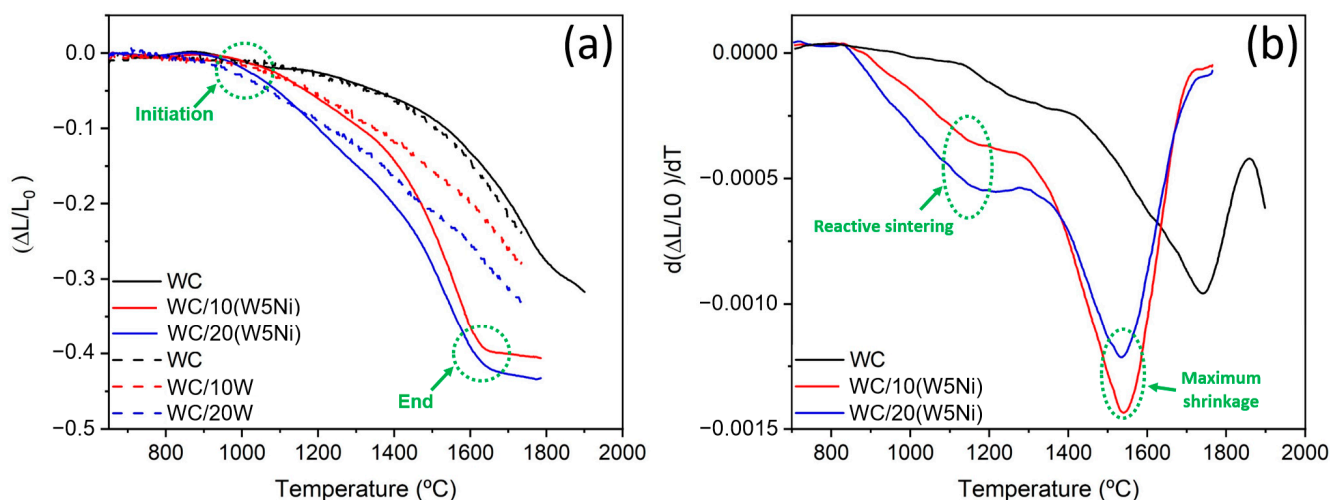 (a)
0.0
−0.1
−0.2
−0.3
−0.4
−0.5
(ΔL/L₀)
Initiation
End
WC
WC/10(W5Ni)
WC/20(W5Ni)
WC
WC/10W
WC/20W
800 1000 1200 1400 1600 1800 2000
Temperature (ºC)
(b)
0.0000
−0.0005
−0.0010
−0.0015
d(ΔL/L0 )/dT
Reactive sintering
Maximum
shrinkage
WC
WC/10(W5Ni)
WC/20(W5Ni)
800 1000 1200 1400 1600 1800 2000
Temperature (ºC)